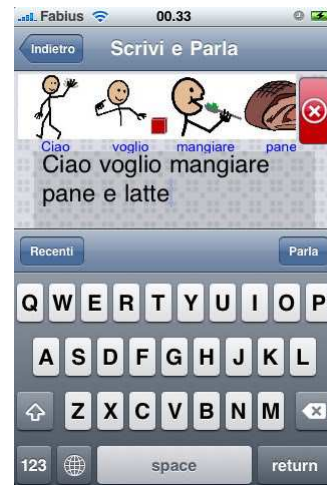 Fabius 00.33
Indietro Scrivi e Parla
Ciao voglio mangiare pane
Ciao voglio mangiare
pane e latte
Recenti Parla
Q W E R T Y U I O P
A S D F G H J K L
Z X C V B N M
123 space return